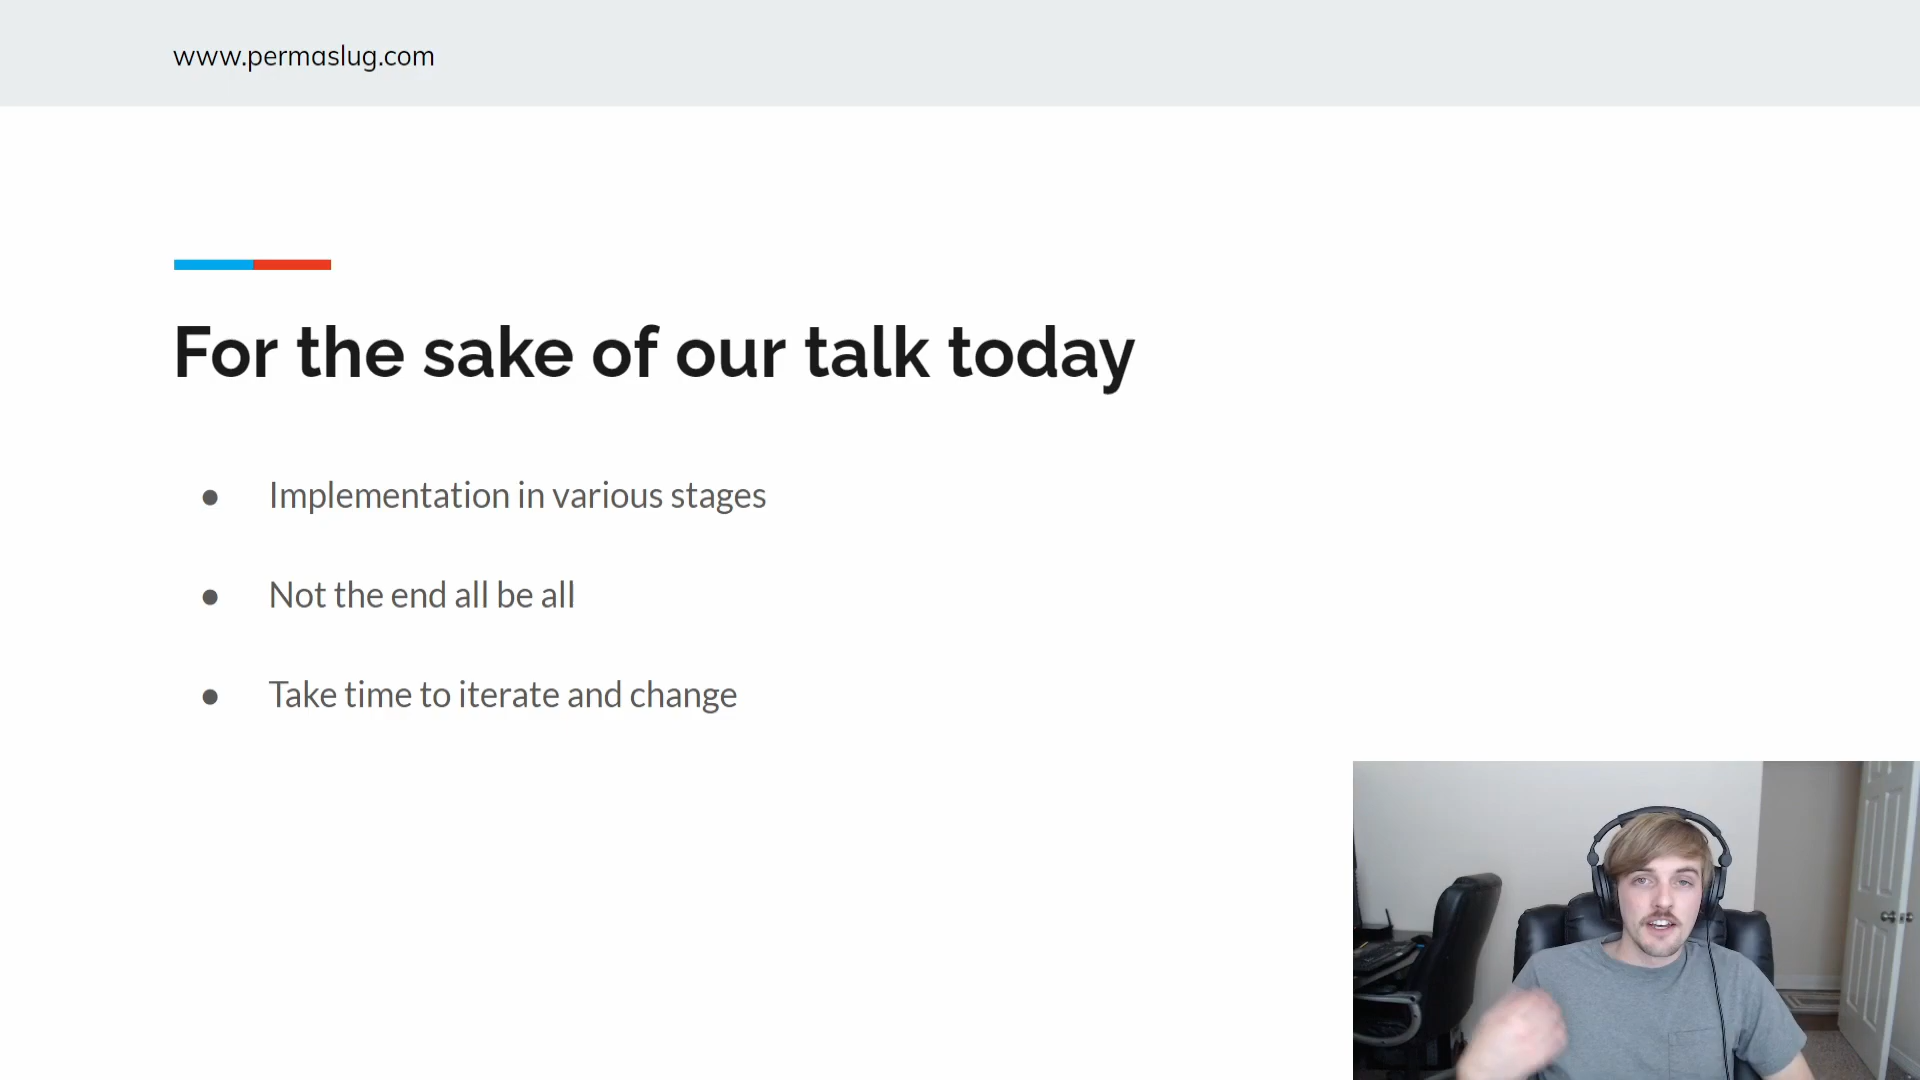 www.permaslug.com
For the sake of our talk today
● Implementation in various stages
● Not the end all be all
● Take time to iterate and change